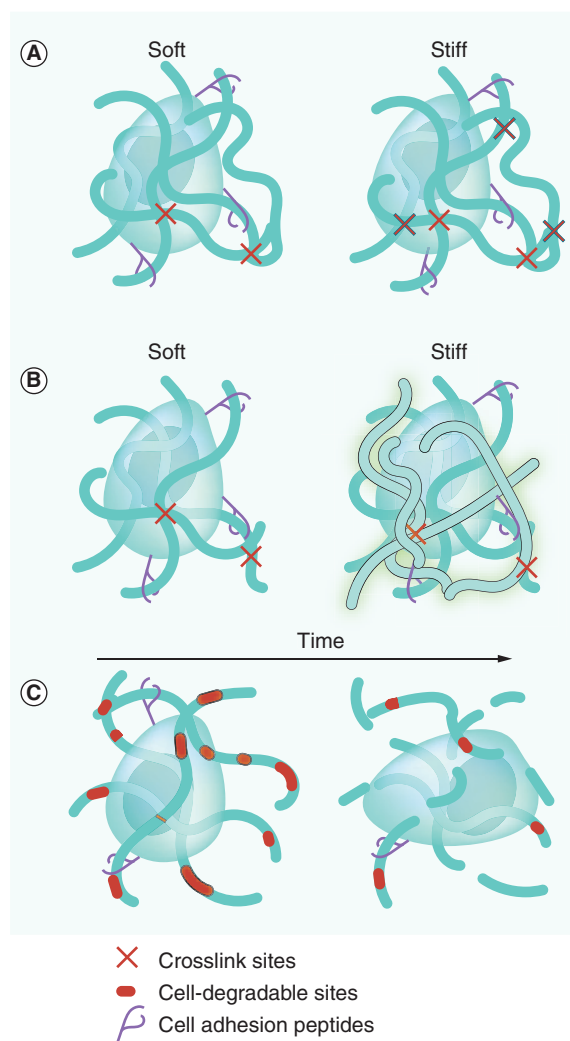 A
Soft
Stiff
B
Soft
Stiff
Time
C
Crosslink sites
Cell-degradable sites
Cell adhesion peptides